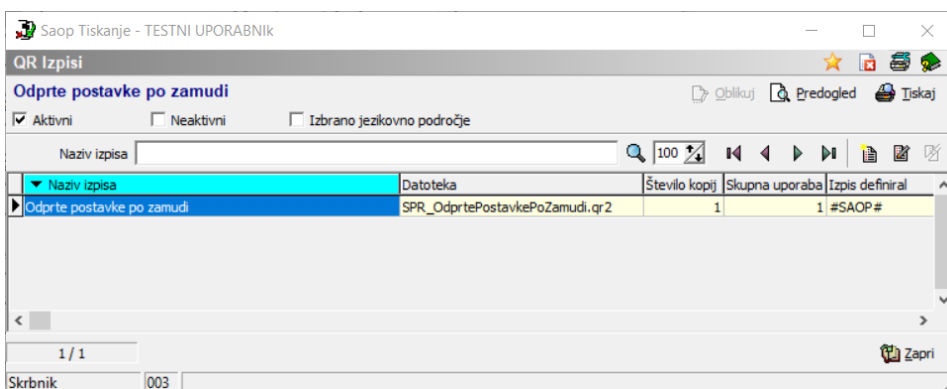 Saop Tiskanje - TESTNI UPORABNIk
QR Izpisi
Odprte postavke po zamudi
Oblikuj Predogled Tiskaj
Aktivni Neaktivni Izbrano jezikovno področje
Naziv izpisa 100
Naziv izpisa Datoteka Število kopij Skupna uporaba Izpis definiral
Odprte postavke po zamudi SPR_OdprtePostavkePoZamudi.qr2 1 1 #SAOP#
1 / 1 Zapri
Skrbnik 003